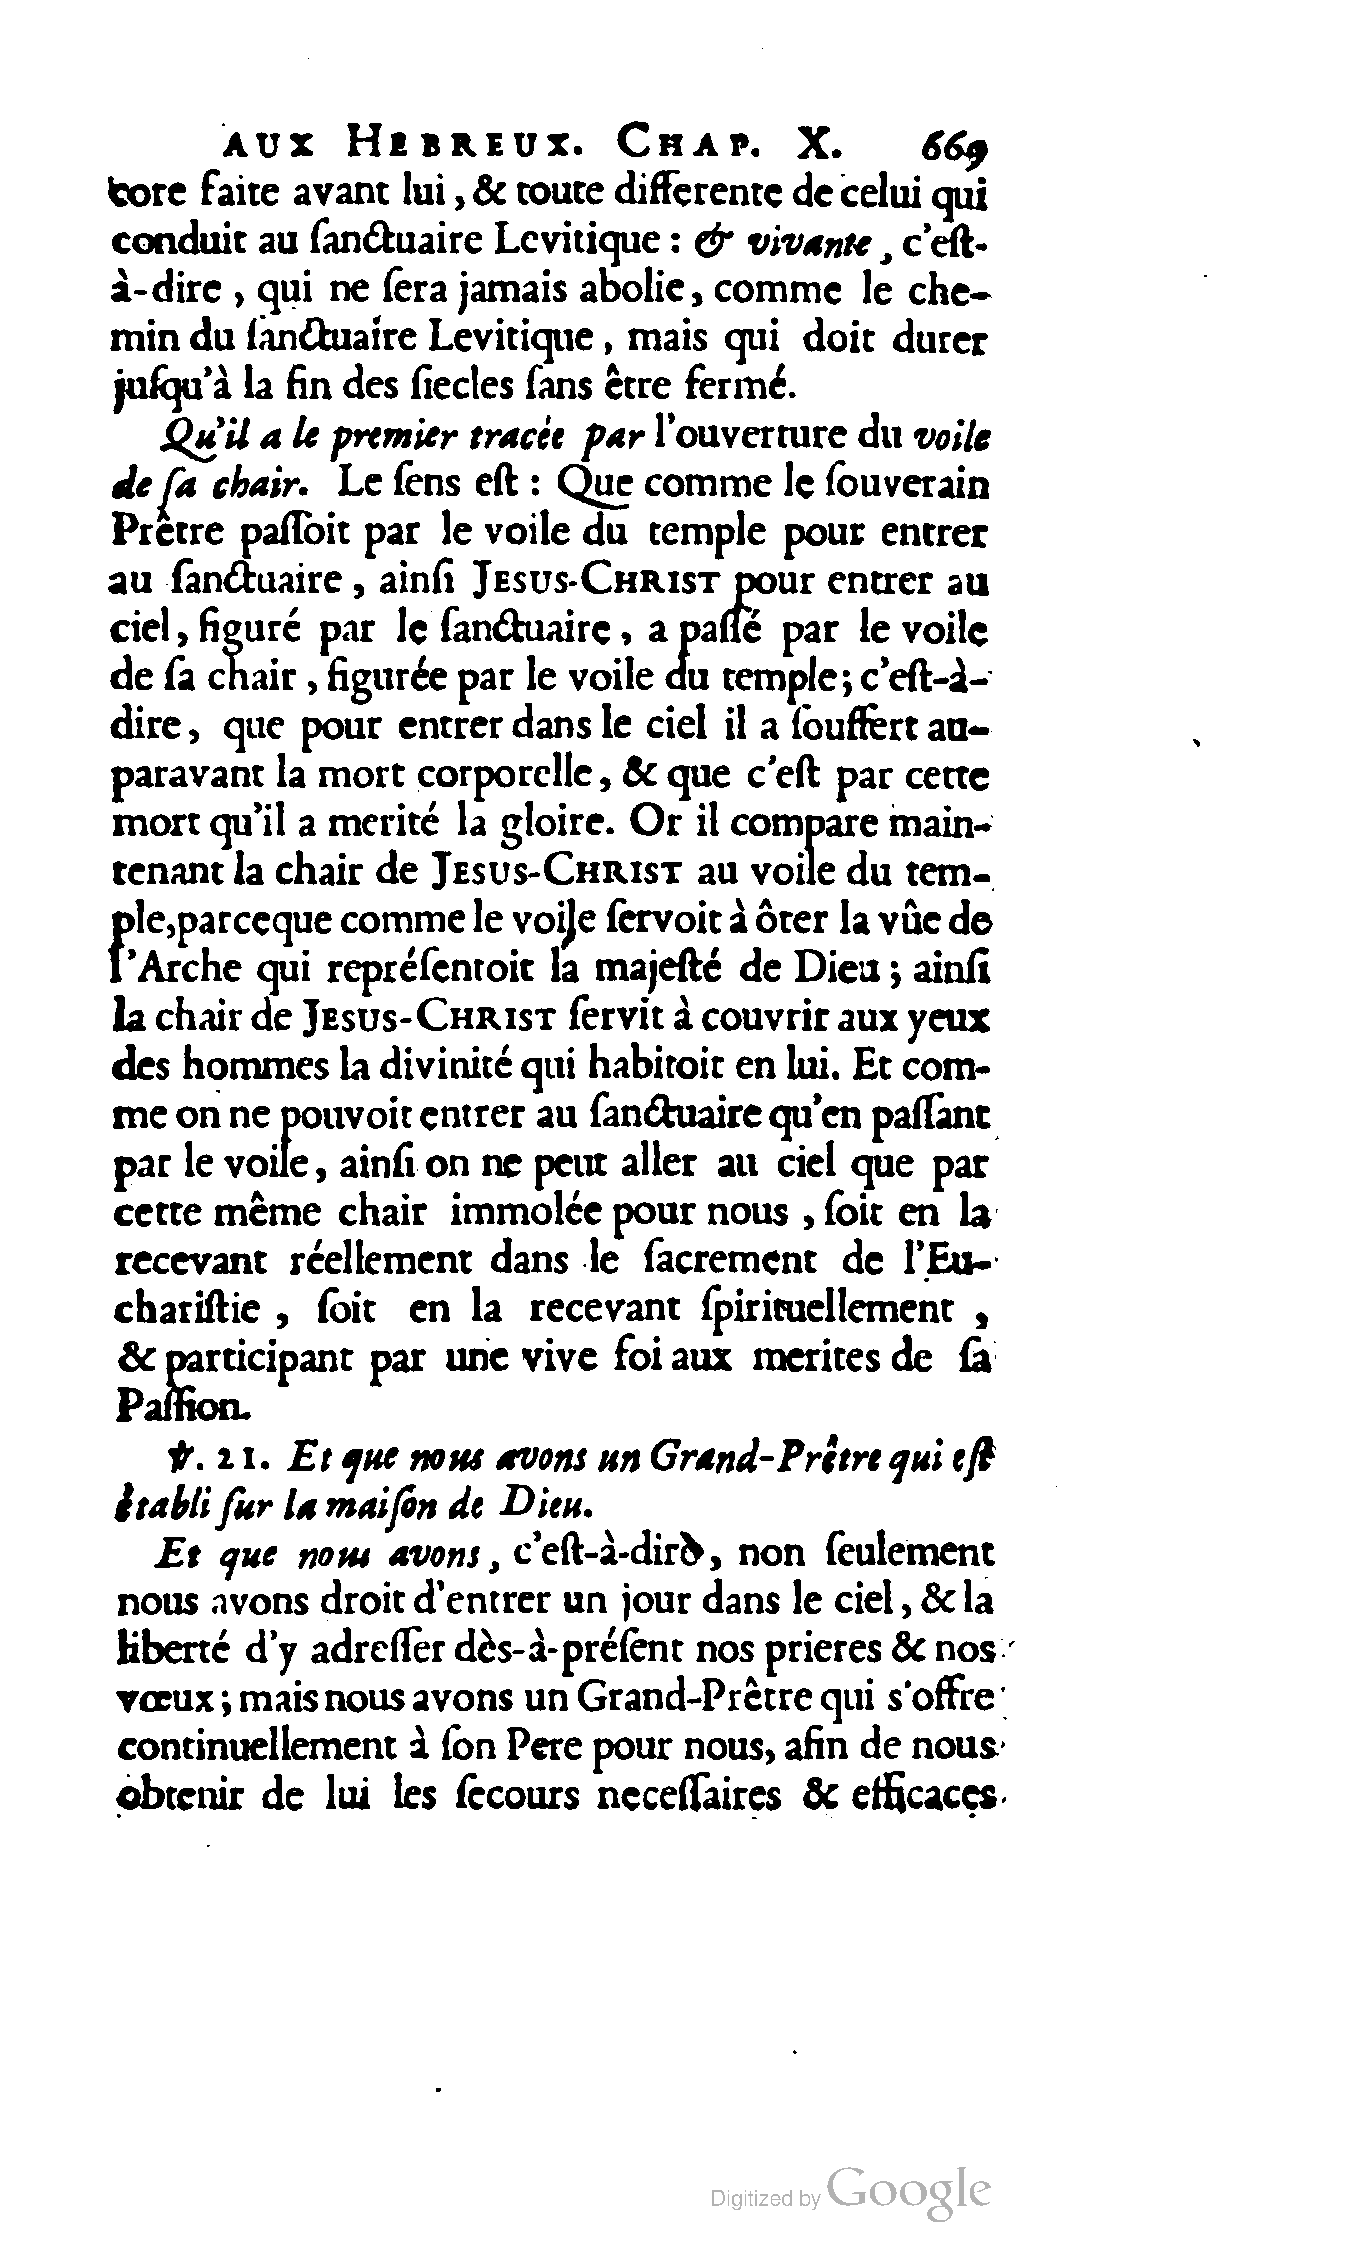 AUX HEBREUX. CHAP. X. 669
core faite avant lui, & toute differente de celui qui
conduit au ſanctuaire Levitique : & vivante, c'eſt-
à-dire, qui ne ſera jamais abolie, comme le che-
min du ſanctuaire Levitique, mais qui doit durer
juſqu'à la fin des ſiecles ſans être fermé.
Qu'il a le premier tracée par l'ouverture du voile
de ſa chair. Le ſens eſt : Que comme le ſouverain
Prêtre paſſoit par le voile du temple pour entrer
au ſanctuaire, ainſi JESUS-CHRIST pour entrer au
ciel, figuré par le ſanctuaire, a paſſé par le voile
de ſa chair, figurée par le voile du temple; c'eſt-à-
dire, que pour entrer dans le ciel il a ſouffert au-
paravant la mort corporelle, & que c'eſt par cette
mort qu'il a merité la gloire. Or il compare main-
tenant la chair de JESUS-CHRIST au voile du tem-
ple, parceque comme le voile ſervoit à ôter la vûe de
l'Arche qui repréſentoit la majeſté de Dieu; ainſi
la chair de JESUS-CHRIST ſervit à couvrir aux yeux
des hommes la divinité qui habitoit en lui. Et com-
me on ne pouvoit entrer au ſanctuaire qu'en paſſant
par le voile, ainſi on ne peut aller au ciel que par
cette même chair immolée pour nous, ſoit en la
recevant réellement dans le ſacrement de l'Eu-
chariſtie, ſoit en la recevant ſpirituellement,
& participant par une vive foi aux merites de ſa
Paſſion.
℣. 21. Et que nous avons un Grand-Prêtre qui eſt
établi ſur la maiſon de Dieu.
Et que nous avons, c'eſt-à-dire, non ſeulement
nous avons droit d'entrer un jour dans le ciel, & la
liberté d'y adreſſer dès-à-préſent nos prieres & nos
vœux; mais nous avons un Grand-Prêtre qui s'offre
continuellement à ſon Pere pour nous, afin de nous
obtenir de lui les ſecours neceſſaires & efficaces
Digitized by Google